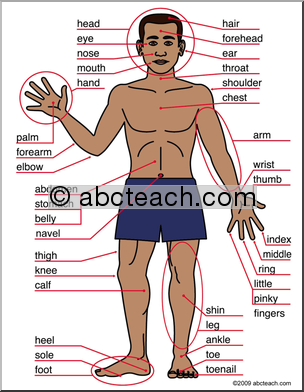 head
eye
nose
mouth
hand
hair
forehead
ear
throat
shoulder
chest
palm
forearm
elbow
arm
wrist
thumb
abdomen
stomach
belly
navel
© abcteach.com
thigh
knee
calf
index
middle
ring
little
pinky
fingers
shin
leg
ankle
toe
toenail
heel
sole
foot
©2009 abcteach.com